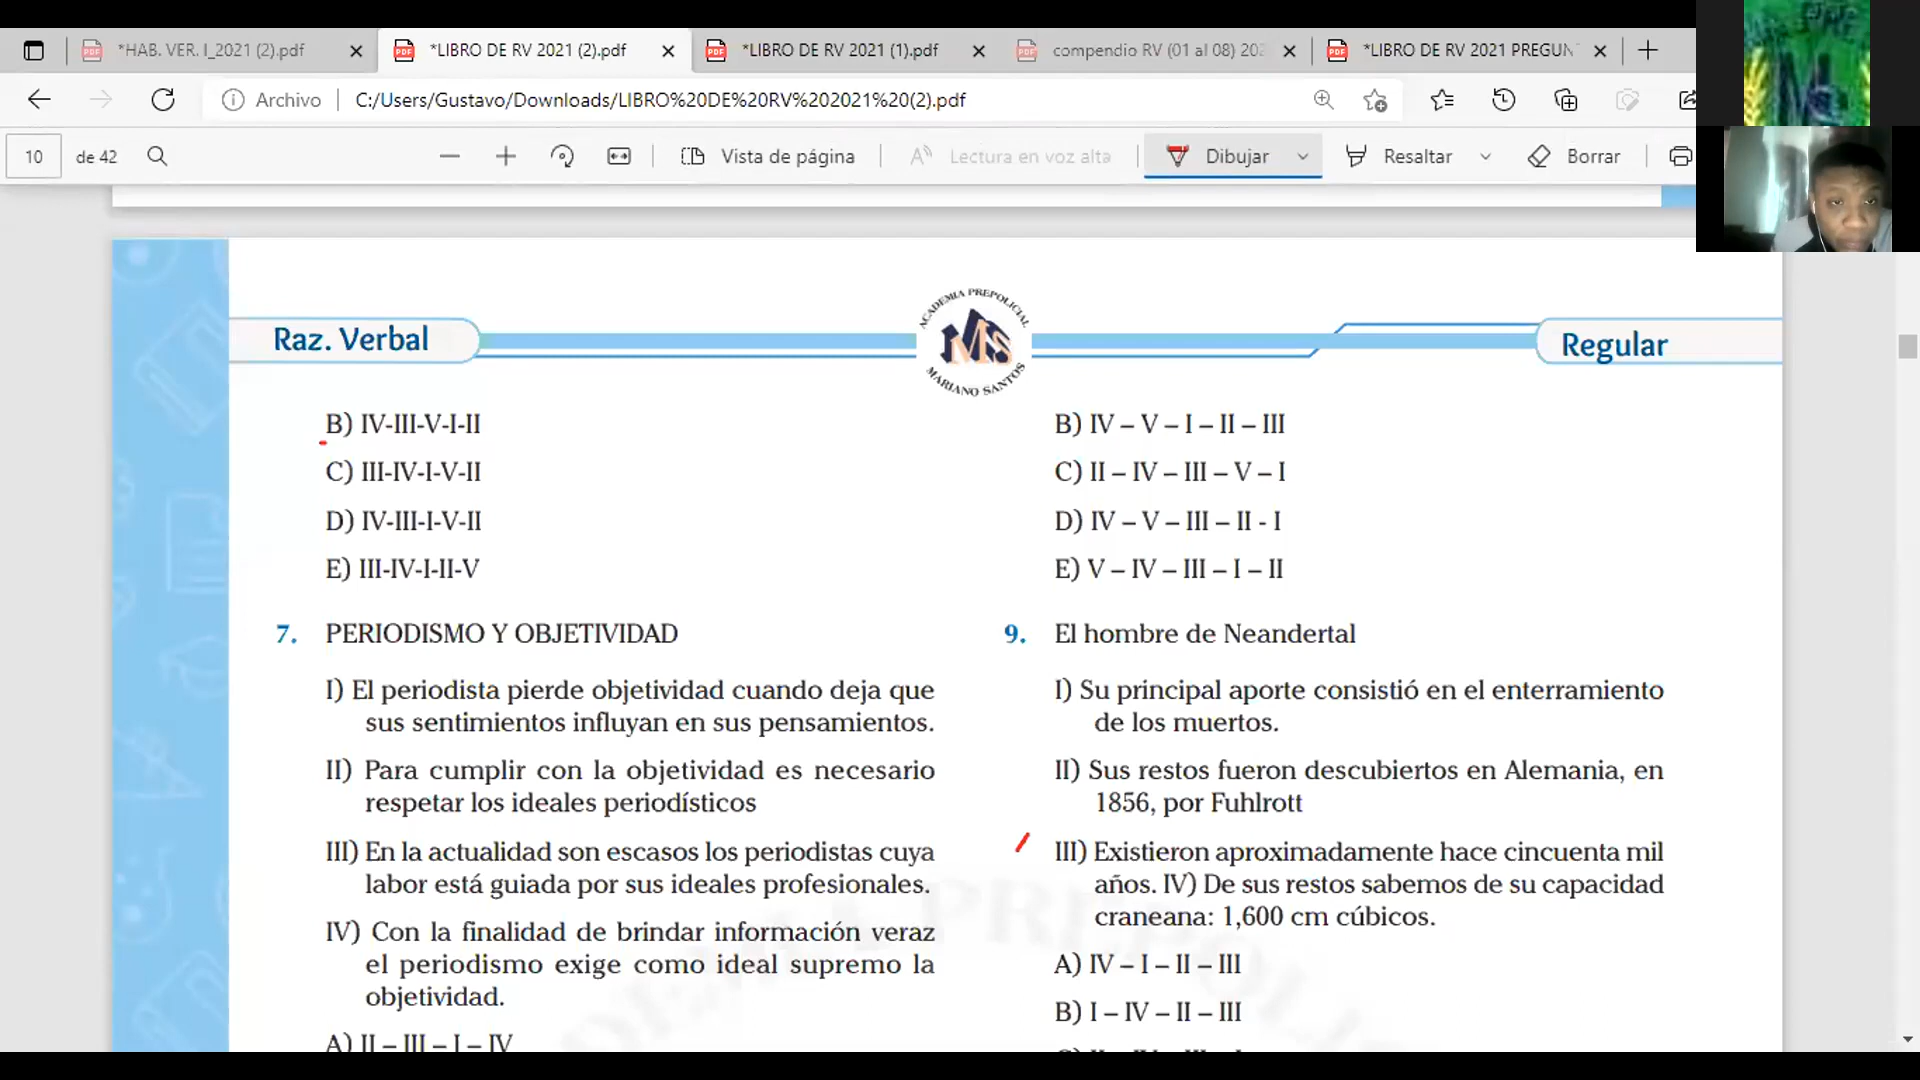 *HAB. VER. I_2021 (2).pdf
*LIBRO DE RV 2021 (2).pdf
*LIBRO DE RV 2021 (1).pdf
compendio RV (01 al 08) 202
*LIBRO DE RV 2021 PREGUN
Archivo
C:/Users/Gustavo/Downloads/LIBRO%20DE%20RV%202021%20(2).pdf
10 de 42
Vista de página
Lectura en voz alta
Dibujar
Resaltar
Borrar
Raz. Verbal
ACADEMIA PREPOLICIAL
MS
MARIANO SANTOS
Regular
B) IV-III-V-I-II
C) III-IV-I-V-II
D) IV-III-I-V-II
E) III-IV-I-II-V
7. PERIODISMO Y OBJETIVIDAD
I) El periodista pierde objetividad cuando deja que
sus sentimientos influyan en sus pensamientos.
II) Para cumplir con la objetividad es necesario
respetar los ideales periodísticos
III) En la actualidad son escasos los periodistas cuya
labor está guiada por sus ideales profesionales.
IV) Con la finalidad de brindar información veraz
el periodismo exige como ideal supremo la
objetividad.
A) II – III – I – IV
B) IV – V – I – II – III
C) II – IV – III – V – I
D) IV – V – III – II - I
E) V – IV – III – I – II
9. El hombre de Neandertal
I) Su principal aporte consistió en el enterramiento
de los muertos.
II) Sus restos fueron descubiertos en Alemania, en
1856, por Fuhlrott
III) Existieron aproximadamente hace cincuenta mil
años. IV) De sus restos sabemos de su capacidad
craneana: 1,600 cm cúbicos.
A) IV – I – II – III
B) I – IV – II – III